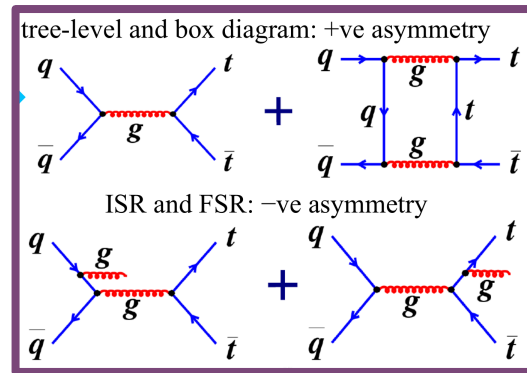 tree-level and box diagram: +ve asymmetry
q t q g t
g + q t
q̅ t̅ q̅ g t̅
ISR and FSR: −ve asymmetry
q g t q t
g + g g
q̅ t̅ q̅ t̅